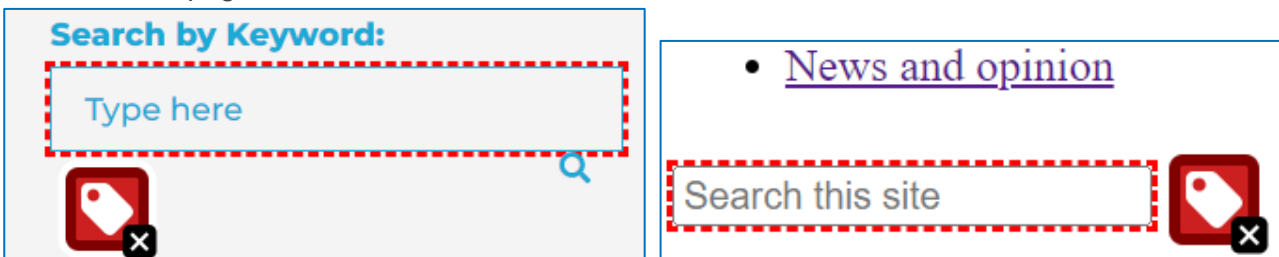 Search by Keyword:
Type here
News and opinion
Search this site